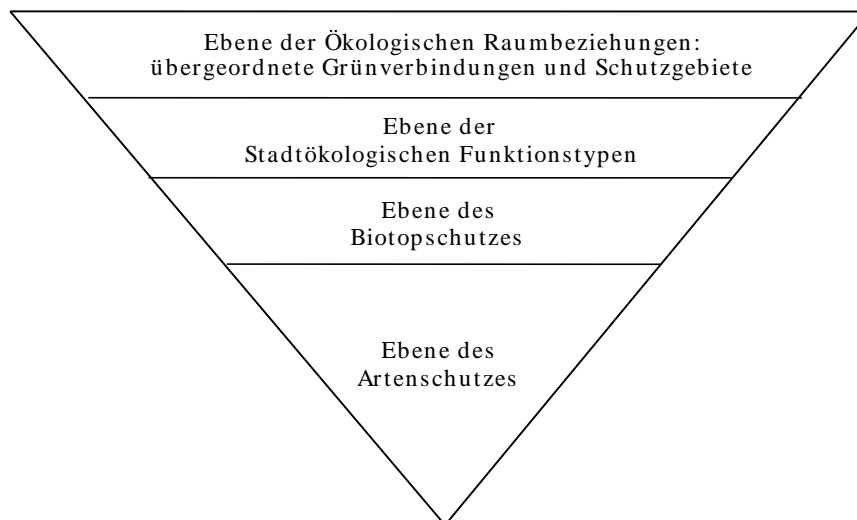 Ebene der Ökologischen Raumbeziehungen:
übergeordnete Grünverbindungen und Schutzgebiete
Ebene der
Stadtökologischen Funktionstypen
Ebene des
Biotopschutzes
Ebene des
Artenschutzes